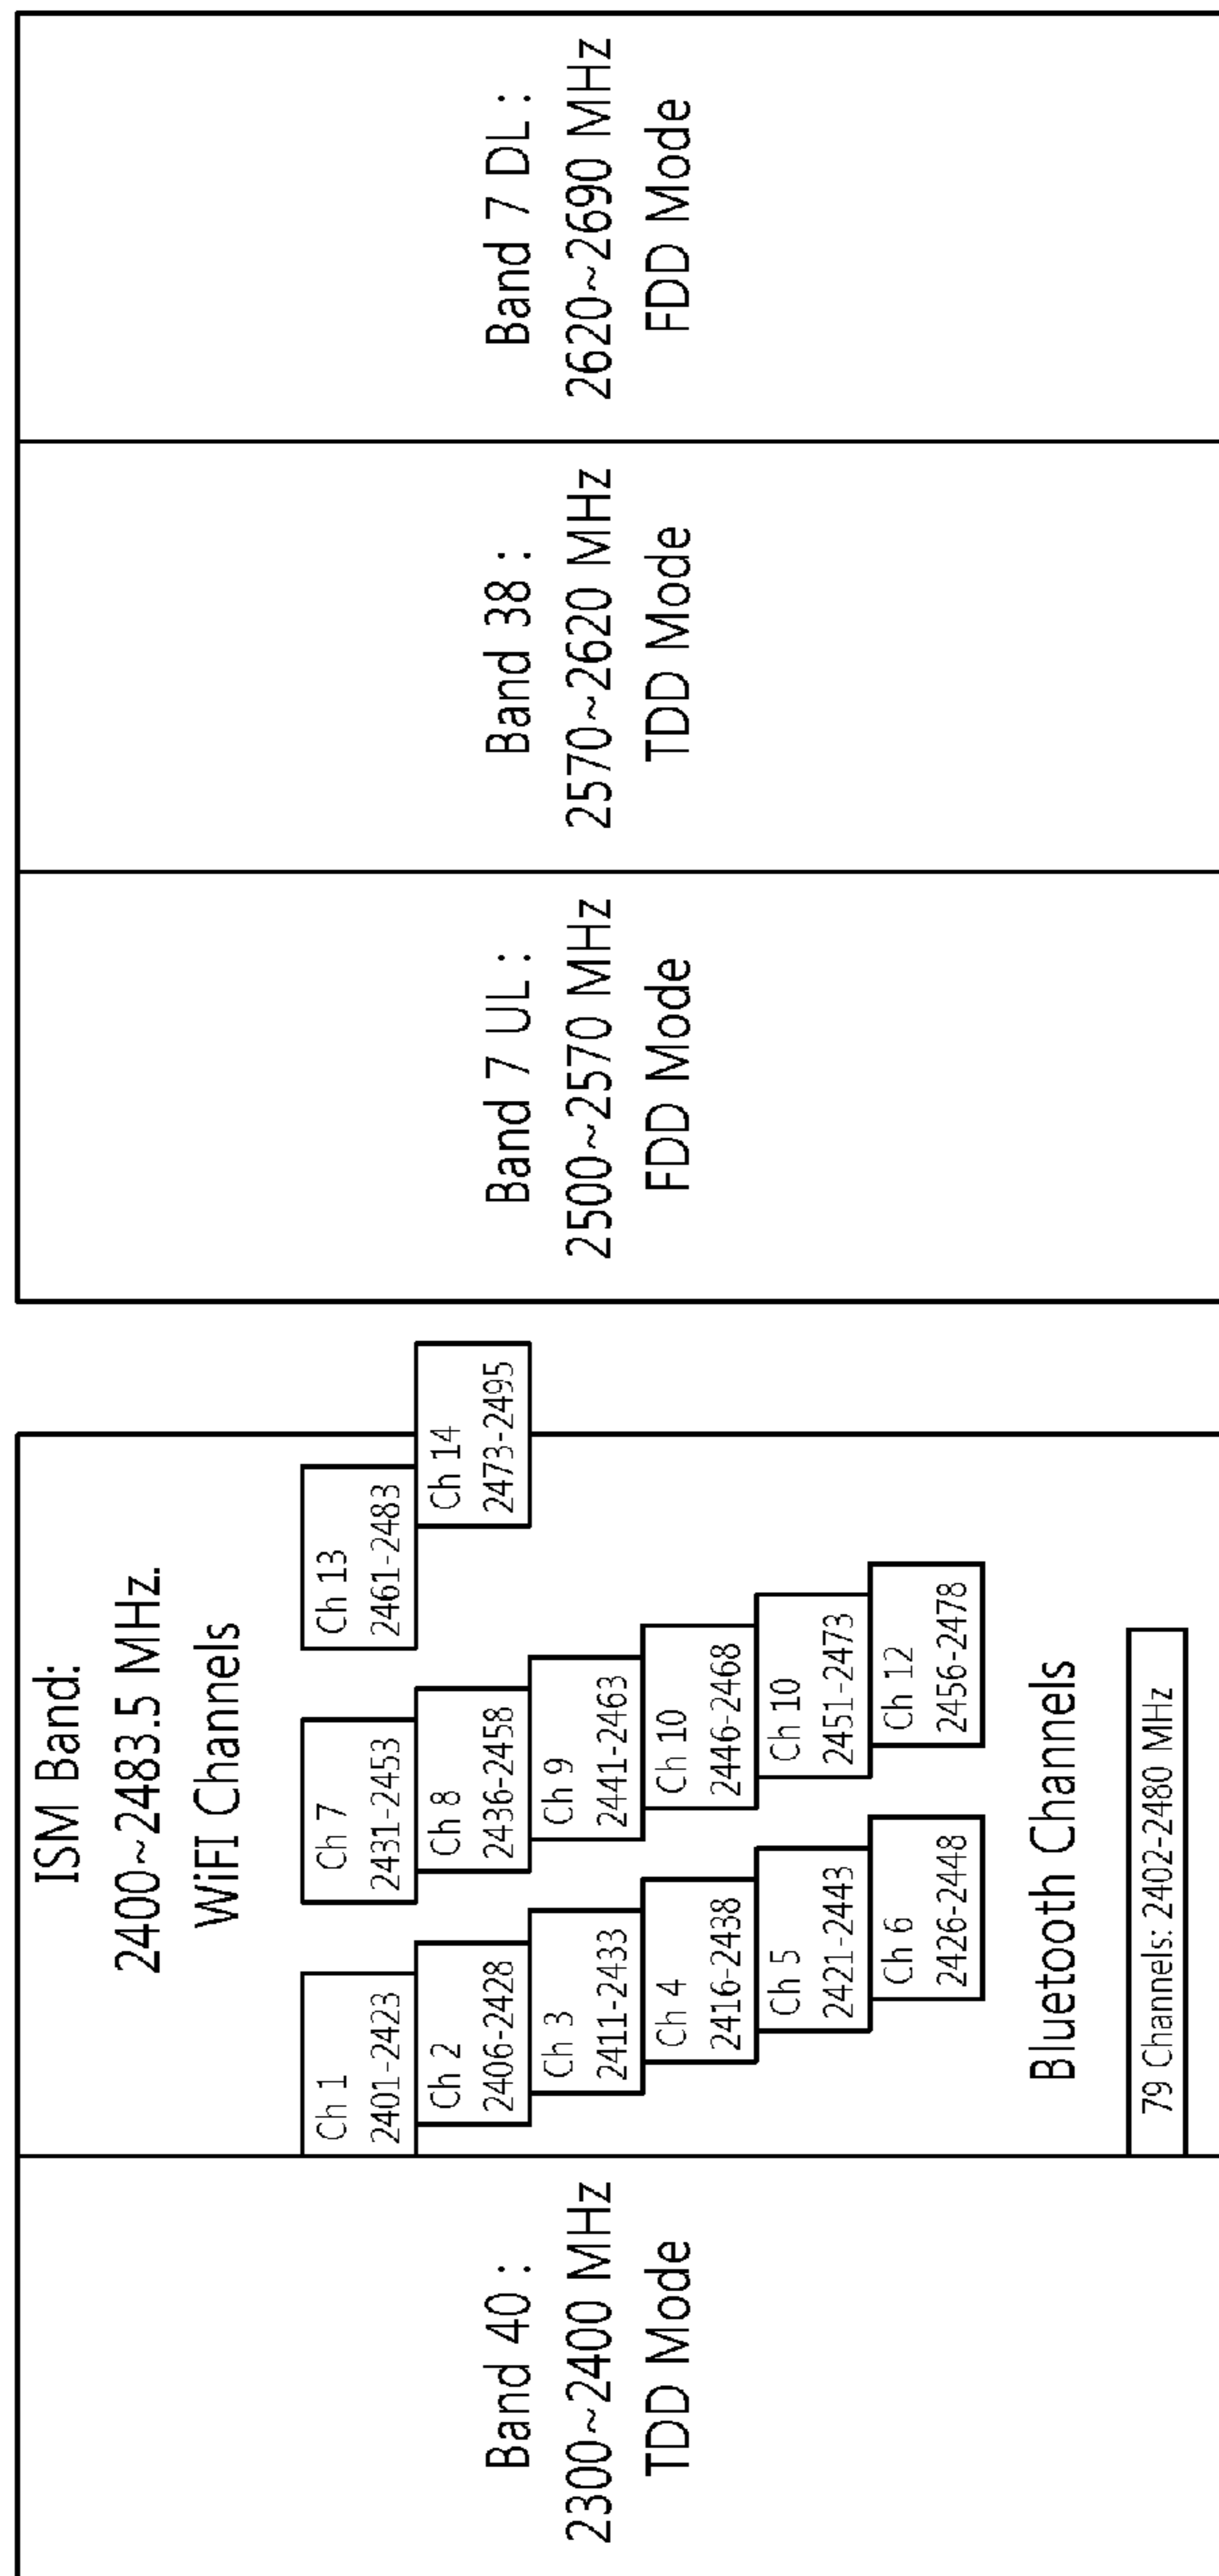 Band 40 :
2300~2400 MHz
TDD Mode
ISM Band:
2400~2483.5 MHz.
WiFI Channels
Ch 1
2401-2423
Ch 2
2406-2428
Ch 3
2411-2433
Ch 4
2416-2438
Ch 5
2421-2443
Ch 6
2426-2448
Ch 7
2431-2453
Ch 8
2436-2458
Ch 9
2441-2463
Ch 10
2446-2468
Ch 10
2451-2473
Ch 12
2456-2478
Ch 13
2461-2483
Ch 14
2473-2495
Bluetooth Channels
79 Channels: 2402-2480 MHz
Band 7 UL :
2500~2570 MHz
FDD Mode
Band 38 :
2570~2620 MHz
TDD Mode
Band 7 DL :
2620~2690 MHz
FDD Mode